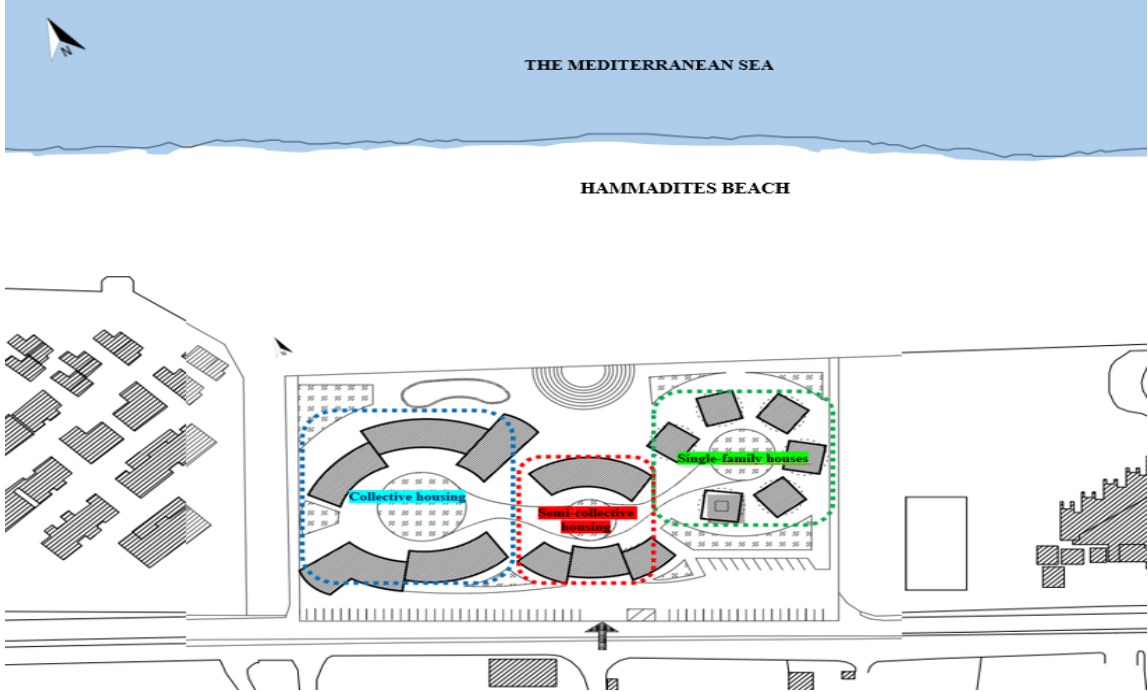 N
THE MEDITERRANEAN SEA
HAMMADITES BEACH
Single-family houses
Collective housing
Semi-collective
housing